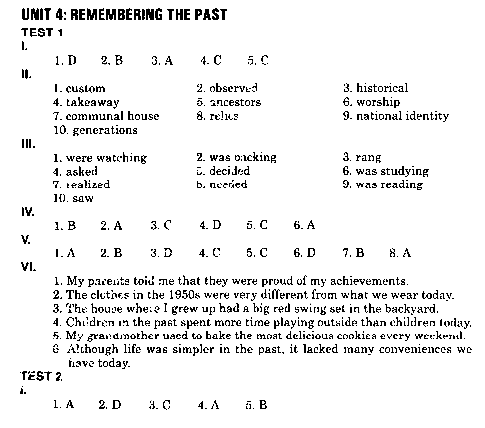 UNIT 4: REMEMBERING THE PAST
TEST 1
I.
1. D 2. B 3. A 4. C 5. C
II.
1. custom 2. observed 3. historical
4. takeaway 5. ancestors 6. worship
7. communal house 8. relics 9. national identity
10. generations
III.
1. were watching 2. was packing 3. rang
4. asked 5. decided 6. was studying
7. realized 8. needed 9. was reading
10. saw
IV.
1. B 2. A 3. C 4. D 5. C 6. A
V.
1. A 2. B 3. D 4. C 5. C 6. D 7. B 8. A
VI.
1. My parents told me that they were proud of my achievements.
2. The clothes in the 1950s were very different from what we wear today.
3. The house where I grew up had a big red swing set in the backyard.
4. Children in the past spent more time playing outside than children today.
5. My grandmother used to bake the most delicious cookies every weekend.
6 Although life was simpler in the past, it lacked many conveniences we
have today.
TEST 2
I.
1. A 2. D 3. C 4. A 5. B